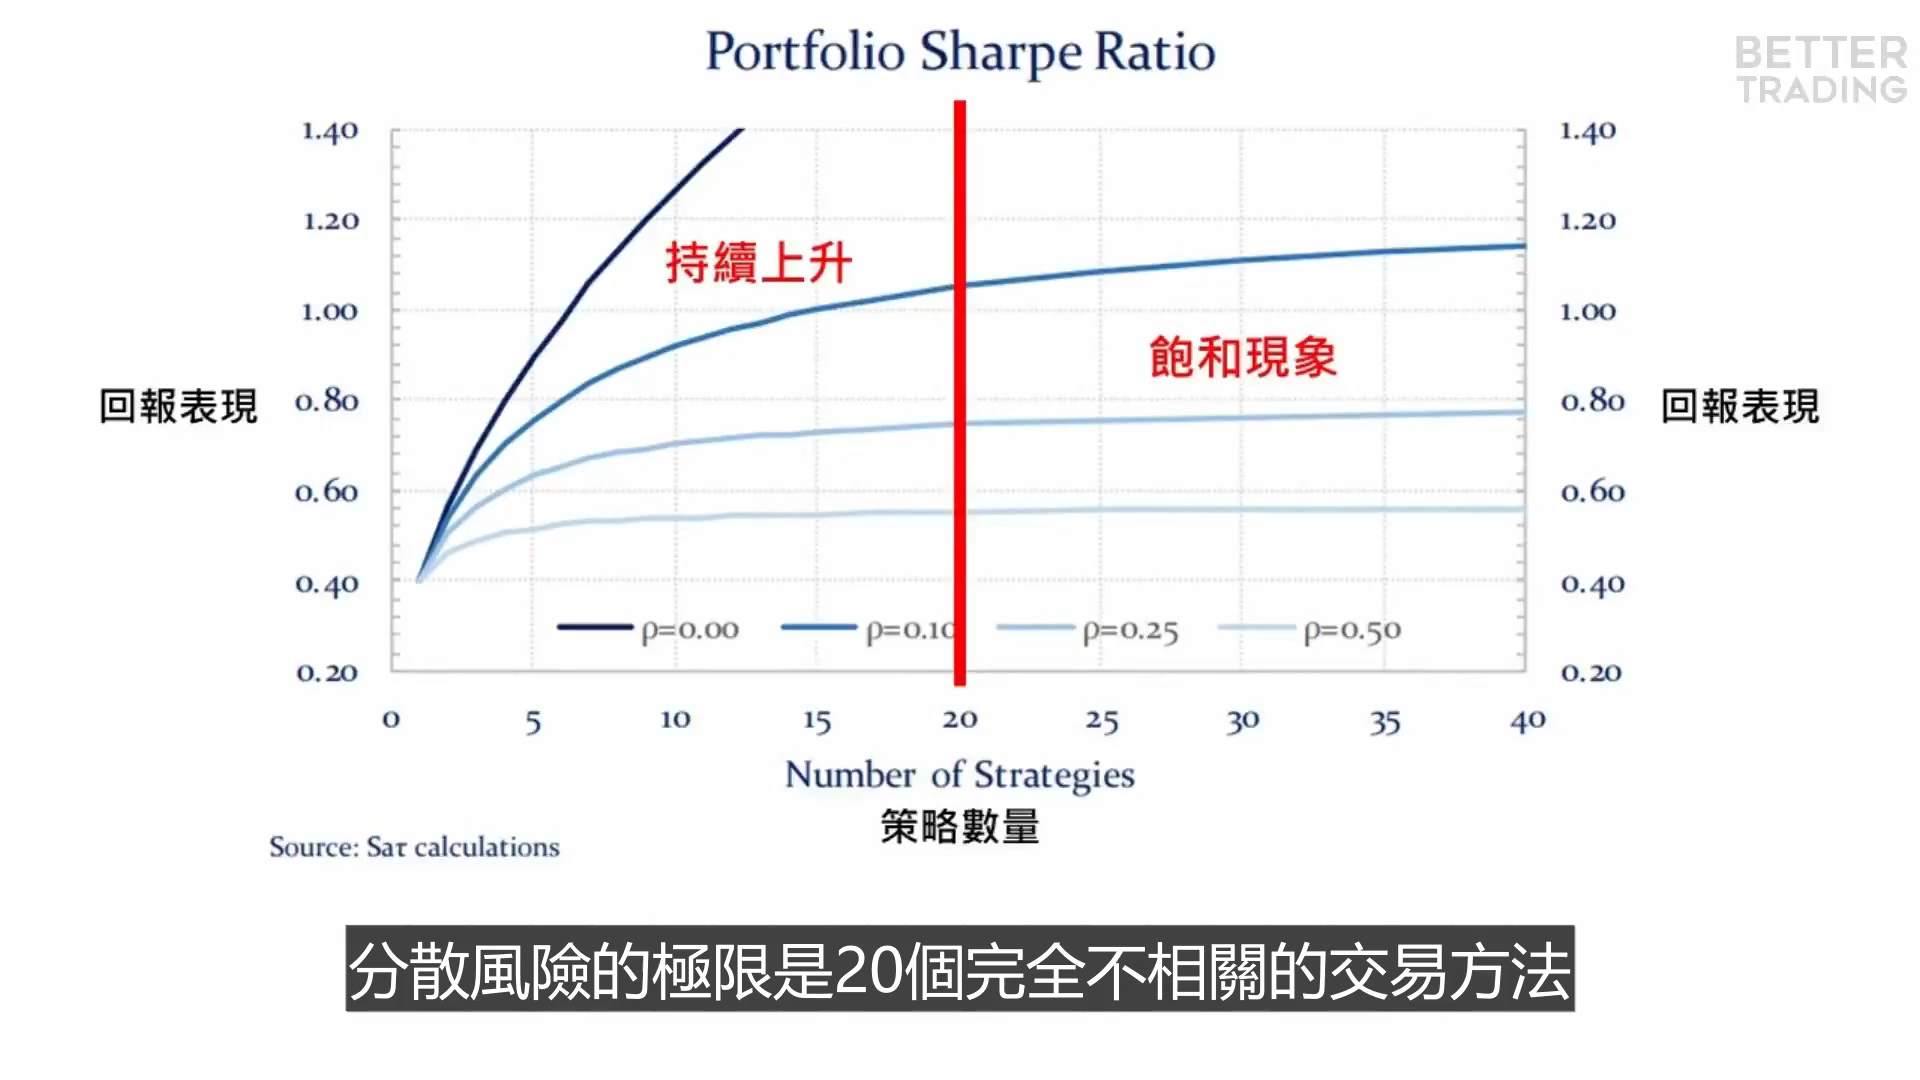 Portfolio Sharpe Ratio
BETTER
TRADING
1.40
1.20
1.00
0.80
0.60
0.40
0.20
回報表現
持續上升
飽和現象
1.40
1.20
1.00
0.80
0.60
0.40
0.20
回報表現
ρ=0.00 ρ=0.10 ρ=0.25 ρ=0.50
0 5 10 15 20 25 30 35 40
Number of Strategies
策略數量
Source: Saτ calculations
分散風險的極限是20個完全不相關的交易方法